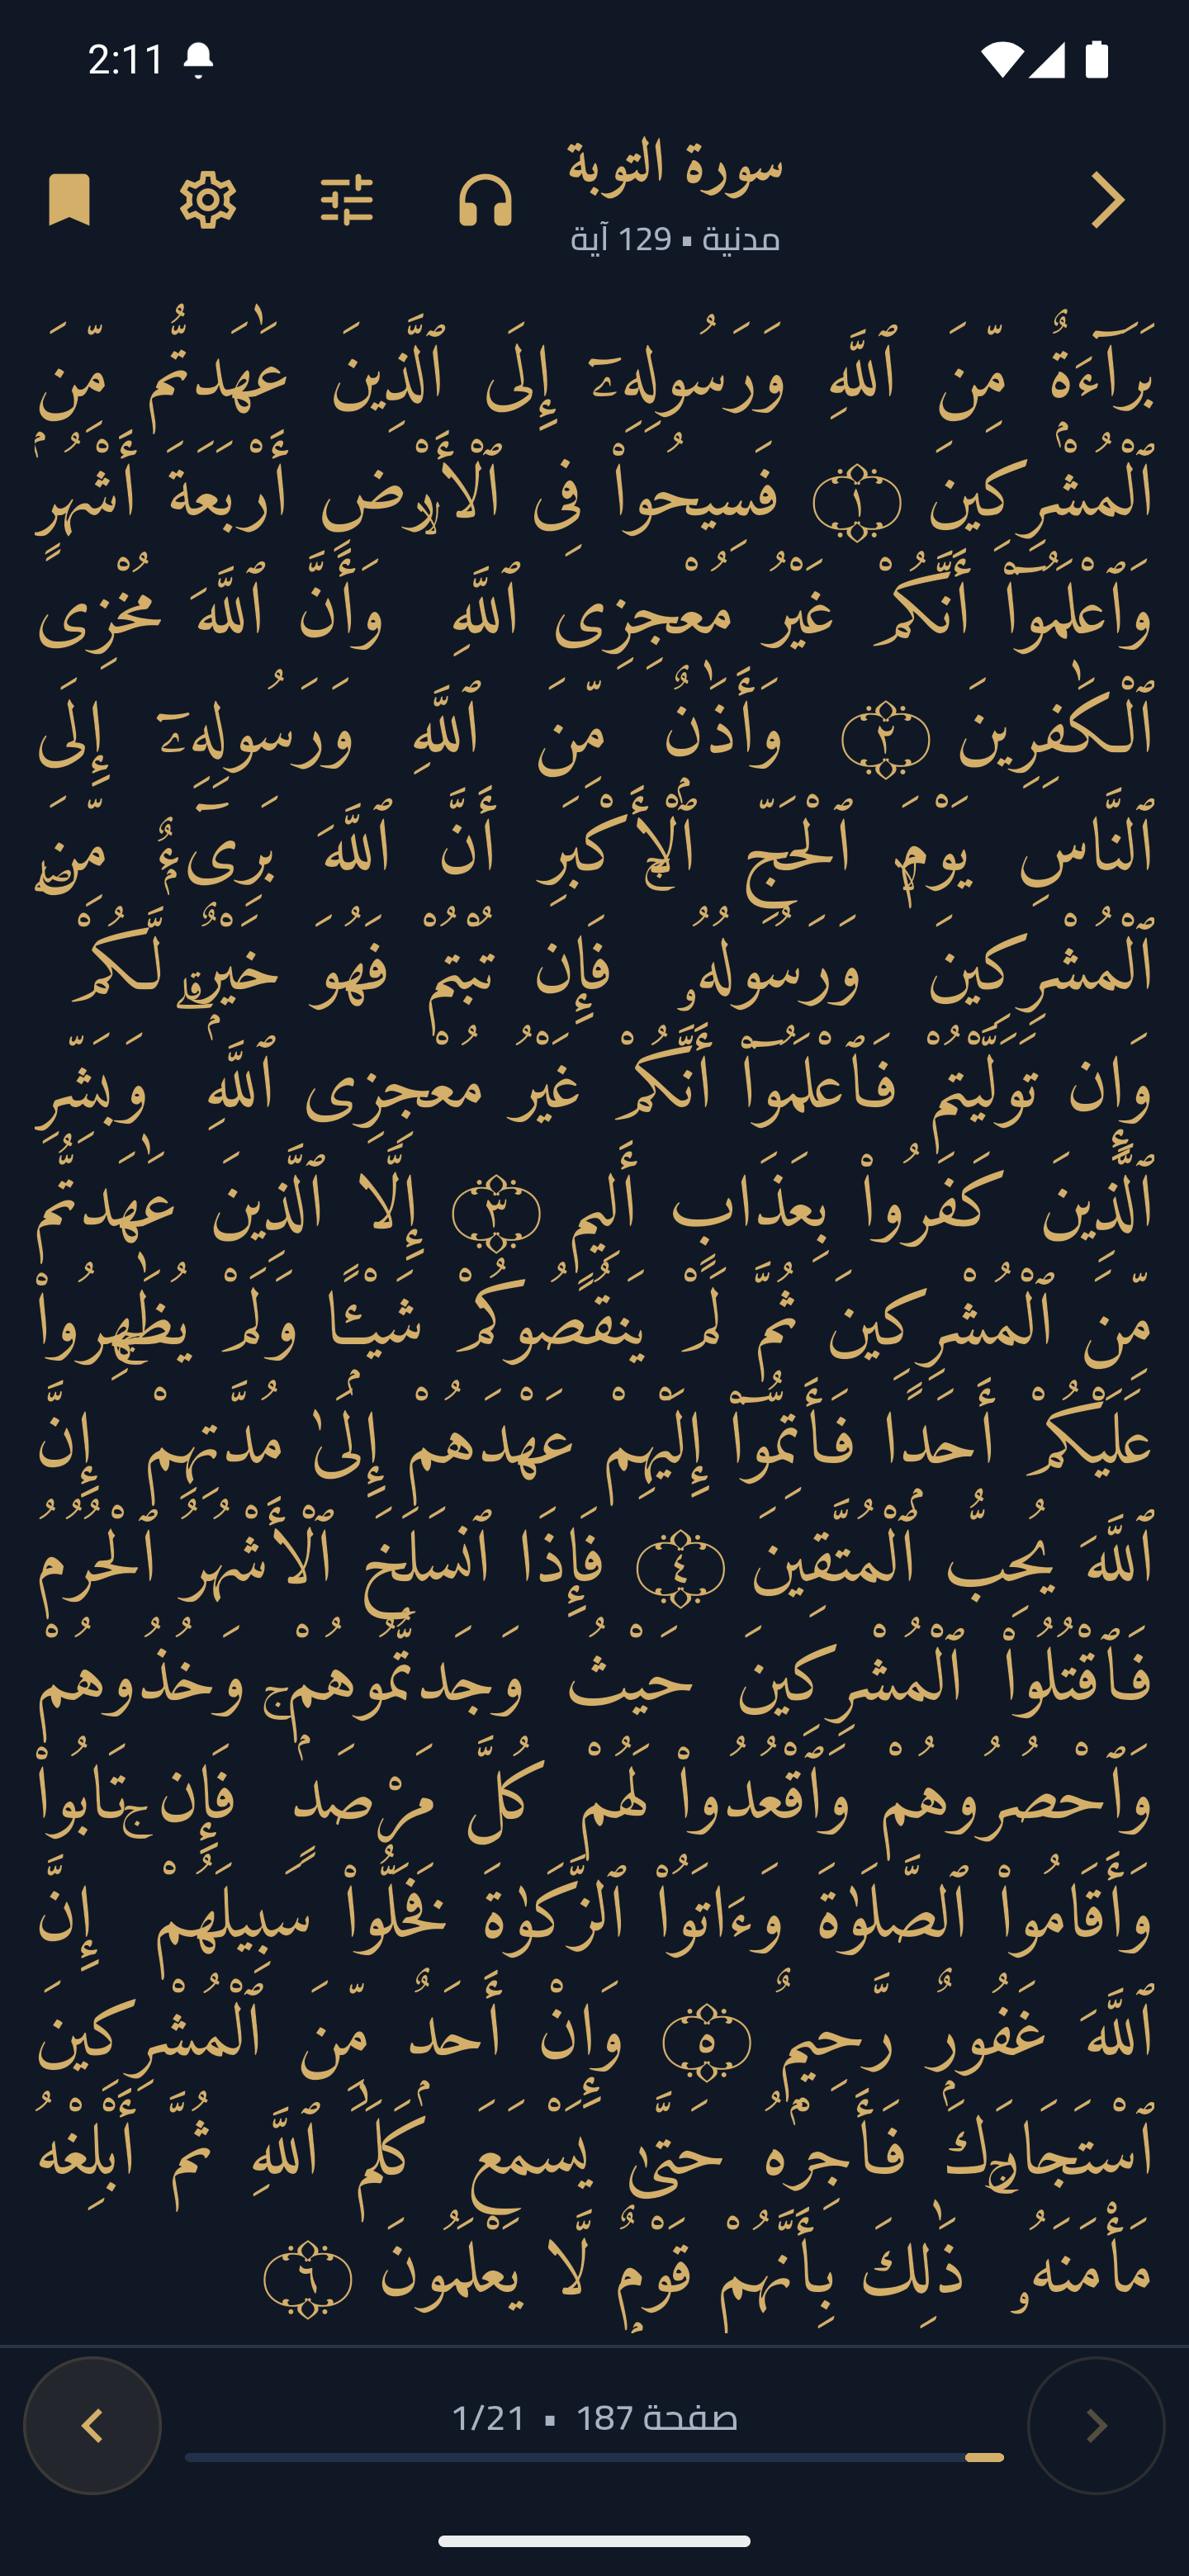 2:11
سورة التوبة
مدنية • 129 آية
بَرَآءَةٌ مِّنَ ٱللَّهِ وَرَسُولِهِۦٓ إِلَى ٱلَّذِينَ عَٰهَدتُّم مِّنَ
ٱلْمُشْرِكِينَ ١ فَسِيحُوا۟ فِى ٱلْأَرْضِ أَرْبَعَةَ أَشْهُرٍ
وَٱعْلَمُوٓا۟ أَنَّكُمْ غَيْرُ مُعْجِزِى ٱللَّهِ ۙ وَأَنَّ ٱللَّهَ مُخْزِى
ٱلْكَٰفِرِينَ ٢ وَأَذَٰنٌ مِّنَ ٱللَّهِ وَرَسُولِهِۦٓ إِلَى
ٱلنَّاسِ يَوْمَ ٱلْحَجِّ ٱلْأَكْبَرِ أَنَّ ٱللَّهَ بَرِىٓءٌ مِّنَ
ٱلْمُشْرِكِينَ ۙ وَرَسُولُهُۥ ۚ فَإِن تُبْتُمْ فَهُوَ خَيْرٌ لَّكُمْ ۖ
وَإِن تَوَلَّيْتُمْ فَٱعْلَمُوٓا۟ أَنَّكُمْ غَيْرُ مُعْجِزِى ٱللَّهِ ۗ وَبَشِّرِ
ٱلَّذِينَ كَفَرُوا۟ بِعَذَابٍ أَلِيمٍ ٣ إِلَّا ٱلَّذِينَ عَٰهَدتُّم
مِّنَ ٱلْمُشْرِكِينَ ثُمَّ لَمْ يَنقُصُوكُمْ شَيْـًٔا وَلَمْ يُظَٰهِرُوا۟
عَلَيْكُمْ أَحَدًا فَأَتِمُّوٓا۟ إِلَيْهِمْ عَهْدَهُمْ إِلَىٰ مُدَّتِهِمْ ۚ إِنَّ
ٱللَّهَ يُحِبُّ ٱلْمُتَّقِينَ ٤ فَإِذَا ٱنسَلَخَ ٱلْأَشْهُرُ ٱلْحُرُمُ
فَٱقْتُلُوا۟ ٱلْمُشْرِكِينَ حَيْثُ وَجَدتُّمُوهُمْ وَخُذُوهُمْ
وَٱحْصُرُوهُمْ وَٱقْعُدُوا۟ لَهُمْ كُلَّ مَرْصَدٍ ۚ فَإِن تَابُوا۟
وَأَقَامُوا۟ ٱلصَّلَوٰةَ وَءَاتَوُا۟ ٱلزَّكَوٰةَ فَخَلُّوا۟ سَبِيلَهُمْ ۚ إِنَّ
ٱللَّهَ غَفُورٌ رَّحِيمٌ ٥ وَإِنْ أَحَدٌ مِّنَ ٱلْمُشْرِكِينَ
ٱسْتَجَارَكَ فَأَجِرْهُ حَتَّىٰ يَسْمَعَ كَلَٰمَ ٱللَّهِ ثُمَّ أَبْلِغْهُ
مَأْمَنَهُۥ ۚ ذَٰلِكَ بِأَنَّهُمْ قَوْمٌ لَّا يَعْلَمُونَ ٦
صفحة 187 • 1/21